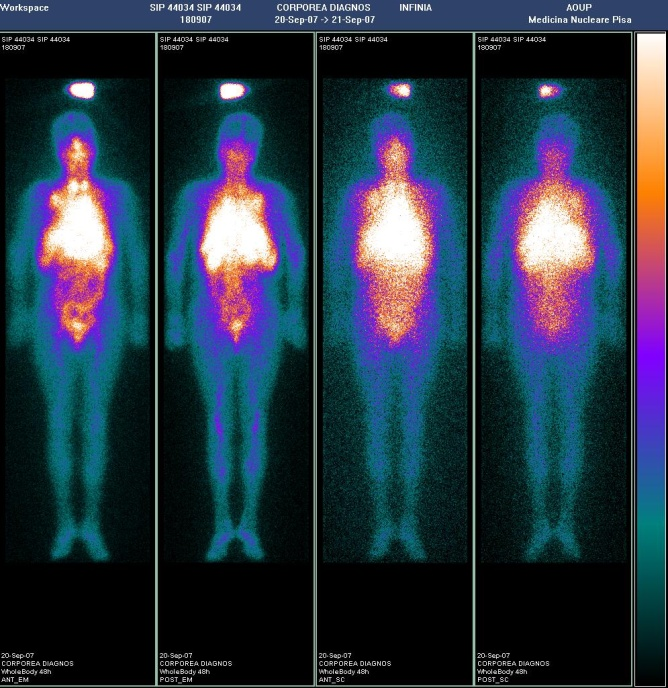 Workspace
SIP 44034 SIP 44034
180907
CORPOREA DIAGNOS
20-Sep-07 -> 21-Sep-07
INFINIA
AOUP
Medicina Nucleare Pisa
SIP 44034 SIP 44034
180907
SIP 44034 SIP 44034
180907
SIP 44034 SIP 44034
180907
SIP 44034 SIP 44034
180907
20-Sep-07
CORPOREA DIAGNOS
WholeBody 48h
ANT_EM
20-Sep-07
CORPOREA DIAGNOS
WholeBody 48h
POST_EM
20-Sep-07
CORPOREA DIAGNOS
WholeBody 48h
ANT_SC
20-Sep-07
CORPOREA DIAGNOS
WholeBody 48h
POST_SC